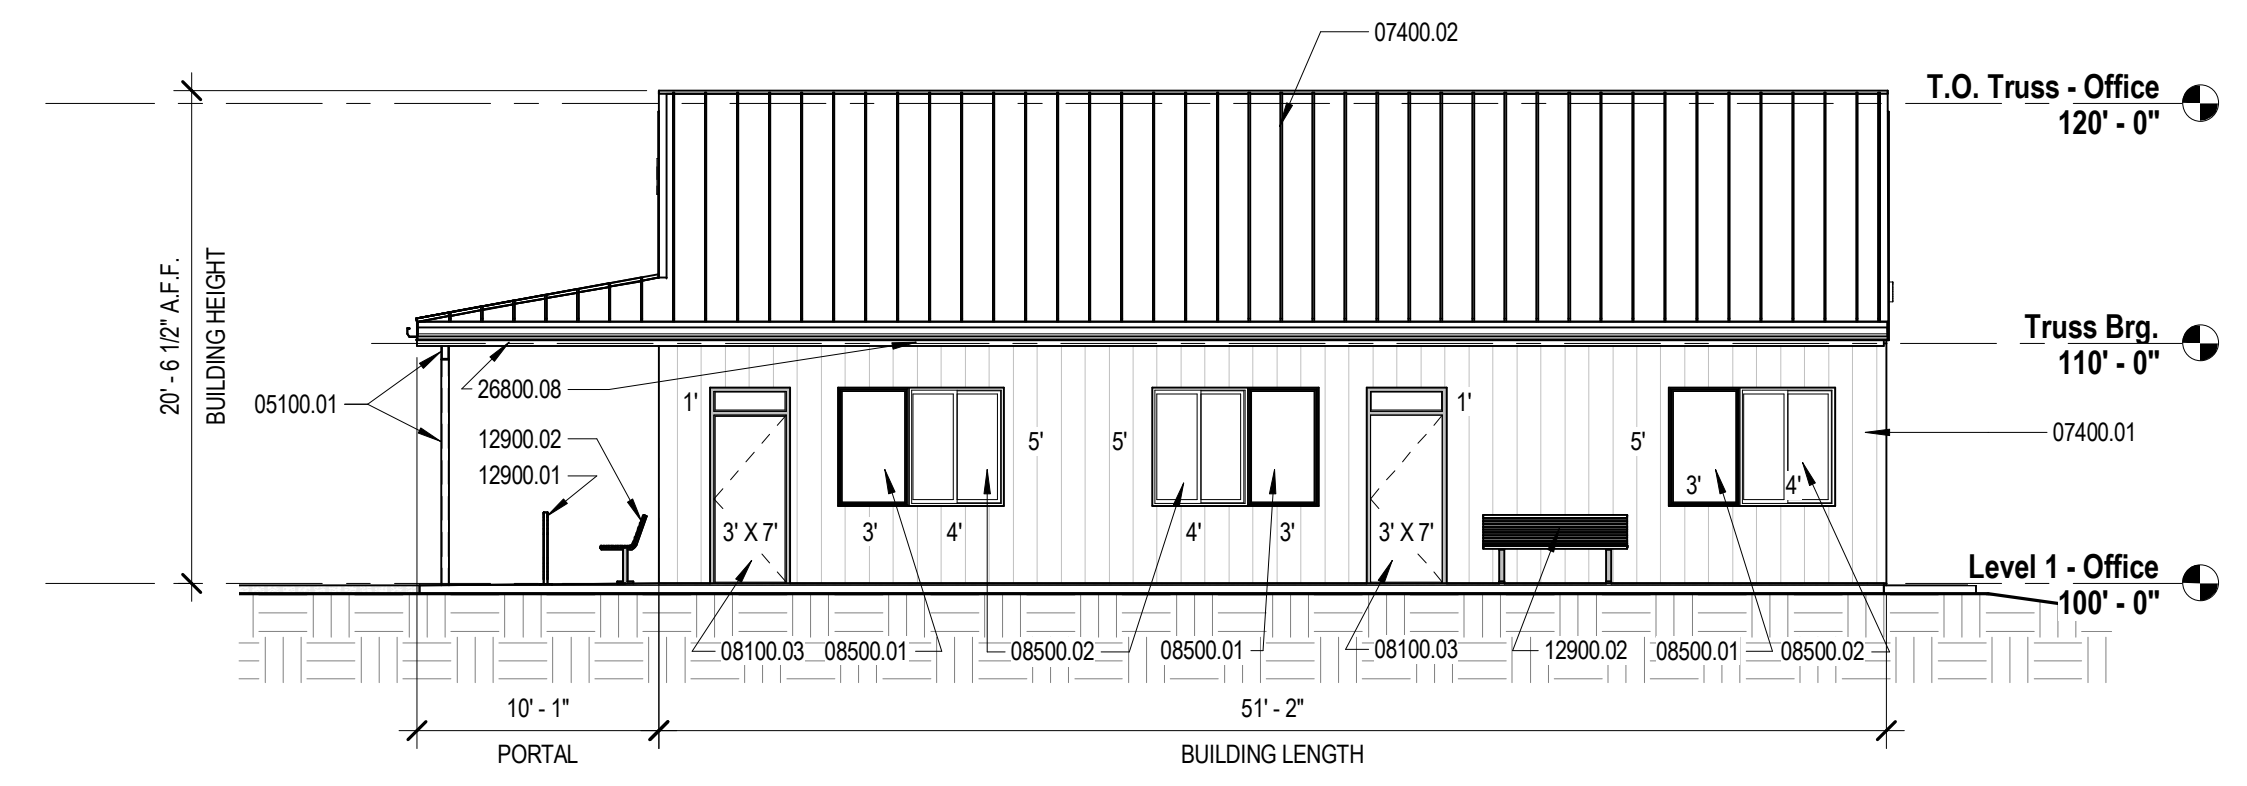 07400.02
T.O. Truss - Office
120' - 0"
20' - 6 1/2" A.F.F.
BUILDING HEIGHT
Truss Brg.
110' - 0"
26800.08
05100.01
1'
1'
12900.02
5'
5'
5'
07400.01
12900.01
3'
4'
3' X 7'
3'
4'
4'
3'
3' X 7'
Level 1 - Office
100' - 0"
08100.03
08500.01
08500.02
08500.01
08100.03
12900.02
08500.01
08500.02
10' - 1"
51' - 2"
PORTAL
BUILDING LENGTH